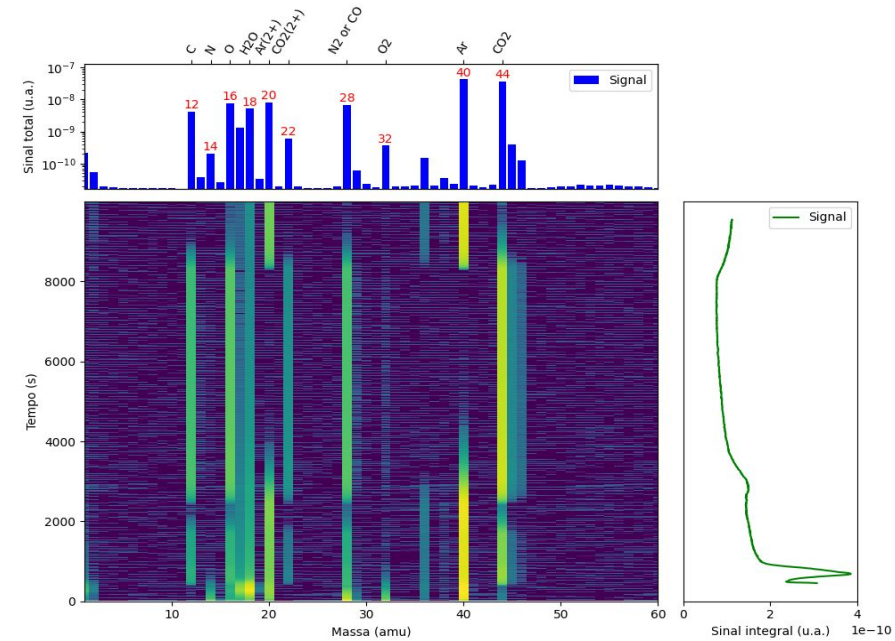 C N O H2O Ar(2+) CO2(2+) N2 or CO O2 Ar CO2
10−7
10−8
10−9
10−10
Sinal total (u.a.)
12 14 16 18 20 22 28 32 40 44
Signal
8000
6000
4000
2000
0
Tempo (s)
10 20 30 40 50 60
Massa (amu)
Signal
0 2 4
1e−10
Sinal integral (u.a.)